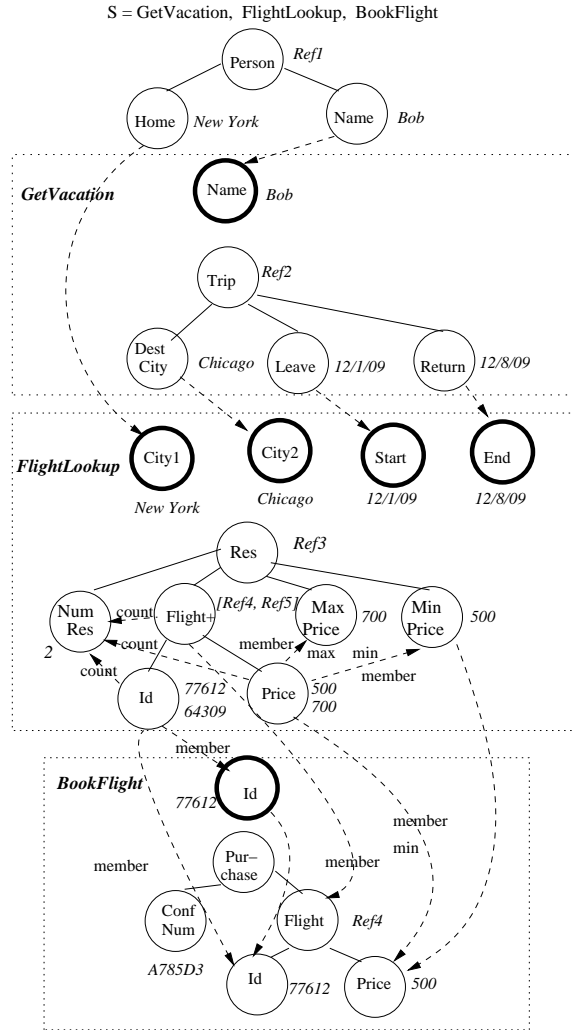 S = GetVacation, FlightLookup, BookFlight
Person
Ref1
Home
New York
Name
Bob
GetVacation
Name
Bob
Trip
Ref2
Dest
City
Chicago
Leave
12/1/09
Return
12/8/09
FlightLookup
City1
New York
City2
Chicago
Start
12/1/09
End
12/8/09
Res
Ref3
Num
Res
2
count
Flight+
[Ref4, Ref5]
Max
Price
700
Min
Price
500
count
member
max
min
member
count
Id
77612
64309
Price
500
700
member
BookFlight
77612
Id
member
min
member
member
Pur-
chase
Conf
Num
A785D3
Flight
Ref4
Id
77612
Price
500